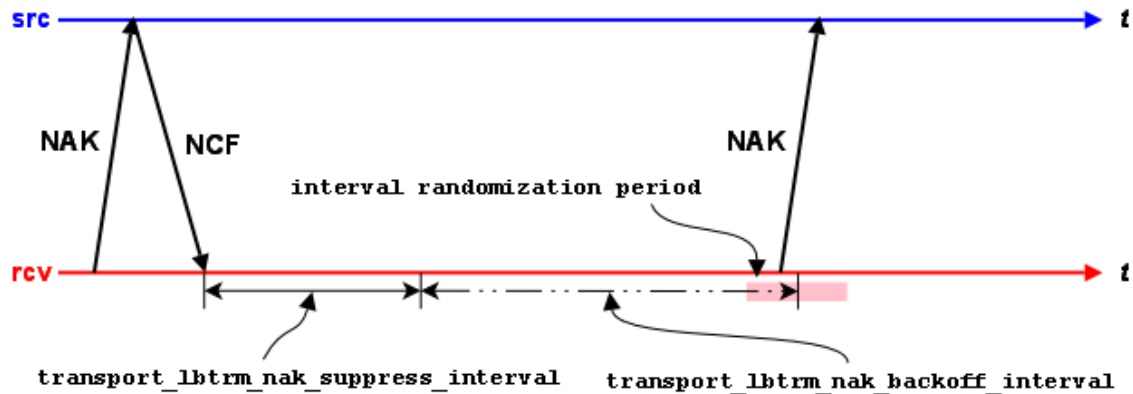 src
t
NAK
NCF
NAK
interval randomization period
rcv
t
transport_lbtrm_nak_suppress_interval
transport_lbtrm_nak_backoff_interval